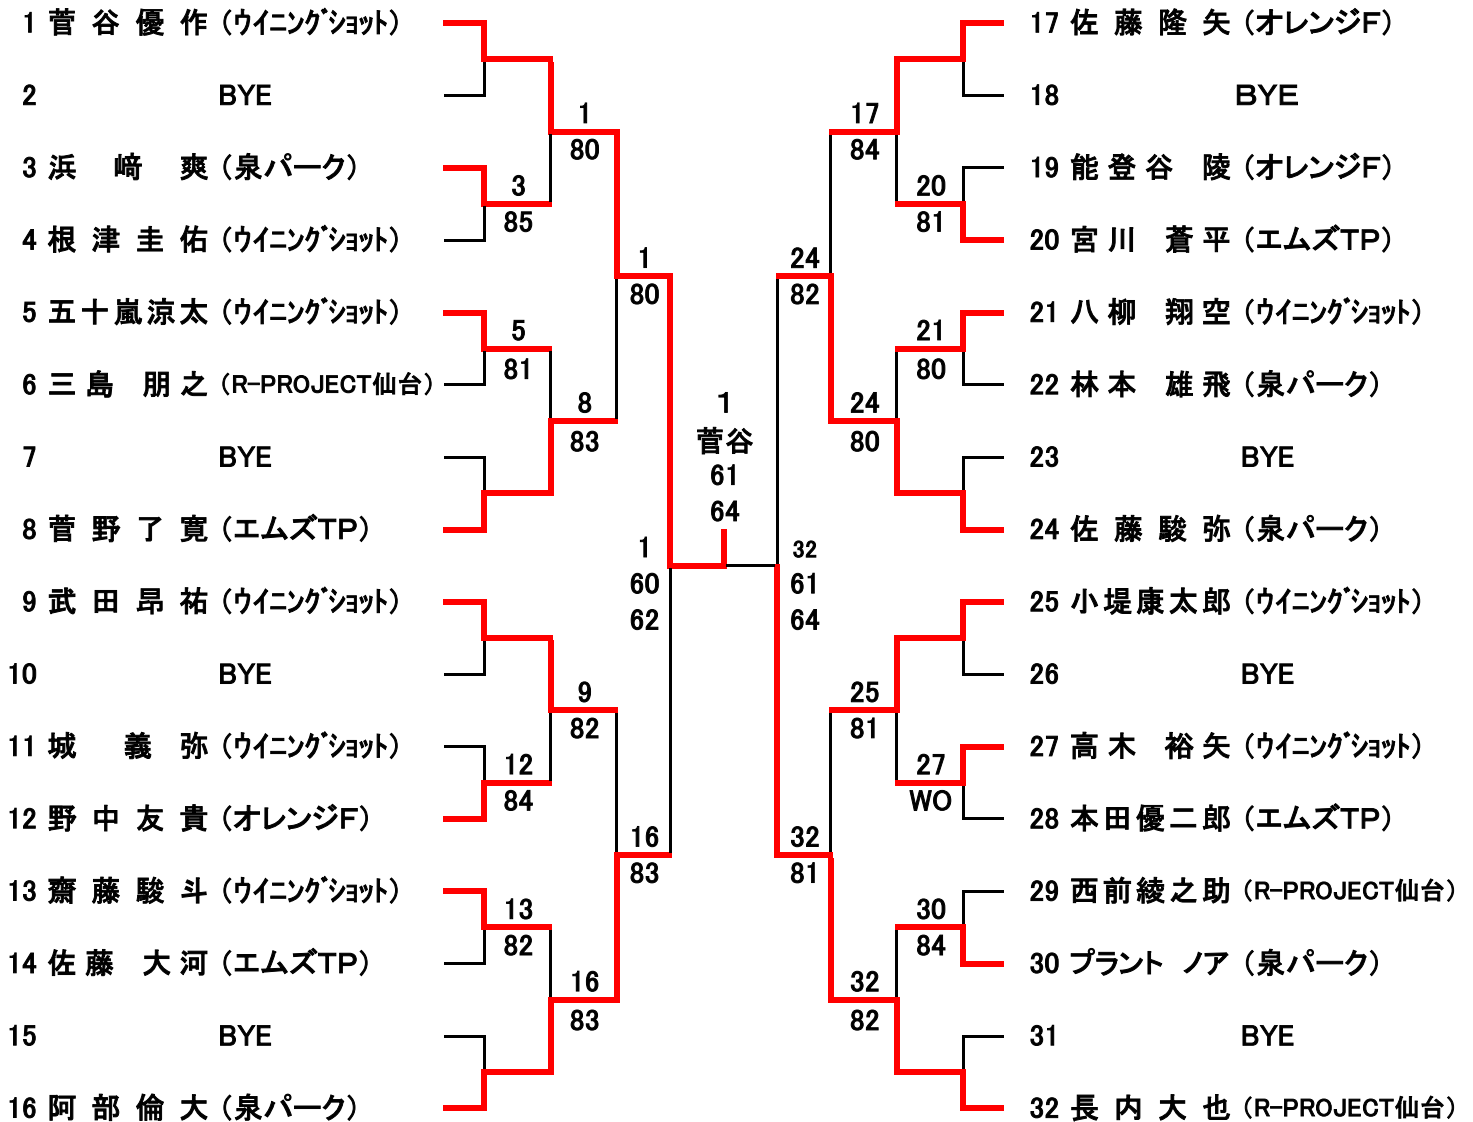 1 菅谷優作 (ウイニングショット)
2 BYE
3 浜﨑爽 (泉パーク)
4 根津圭佑 (ウイニングショット)
5 五十嵐涼太 (ウイニングショット)
6 三島朋之 (R-PROJECT仙台)
7 BYE
8 菅野了寛 (エムズTP)
9 武田昂祐 (ウイニングショット)
10 BYE
11 城義弥 (ウイニングショット)
12 野中友貴 (オレンジF)
13 齋藤駿斗 (ウイニングショット)
14 佐藤大河 (エムズTP)
15 BYE
16 阿部倫大 (泉パーク)
3
85
5
81
12
84
13
82
1
80
8
83
9
82
16
83
1
80
16
83
1
60
62
1
菅谷
61
64
32
61
64
24
82
32
81
17
84
24
80
25
81
32
82
20
81
21
80
27
WO
30
84
17 佐藤隆矢 (オレンジF)
18 BYE
19 能登谷陵 (オレンジF)
20 宮川蒼平 (エムズTP)
21 八柳翔空 (ウイニングショット)
22 林本雄飛 (泉パーク)
23 BYE
24 佐藤駿弥 (泉パーク)
25 小堤康太郎 (ウイニングショット)
26 BYE
27 高木裕矢 (ウイニングショット)
28 本田優二郎 (エムズTP)
29 西前綾之助 (R-PROJECT仙台)
30 プラント ノア (泉パーク)
31 BYE
32 長内大也 (R-PROJECT仙台)